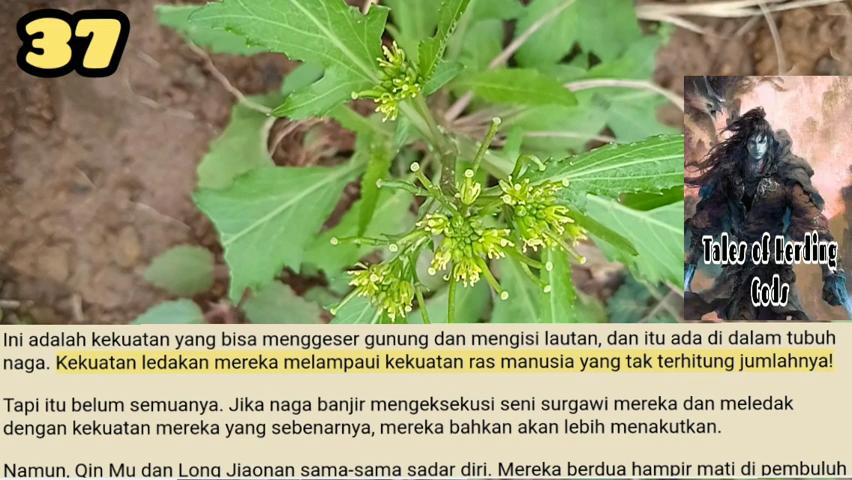 37
Tales of Herding
Gods
Ini adalah kekuatan yang bisa menggeser gunung dan mengisi lautan, dan itu ada di dalam tubuh
naga. Kekuatan ledakan mereka melampaui kekuatan ras manusia yang tak terhitung jumlahnya!
Tapi itu belum semuanya. Jika naga banjir mengeksekusi seni surgawi mereka dan meledak
dengan kekuatan mereka yang sebenarnya, mereka bahkan akan lebih menakutkan.
Namun, Qin Mu dan Long Jiaonan sama-sama sadar diri. Mereka berdua hampir mati di pembuluh